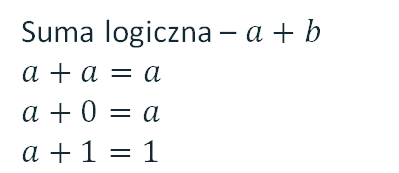 Suma logiczna – a + b
a + a = a
a + 0 = a
a + 1 = 1